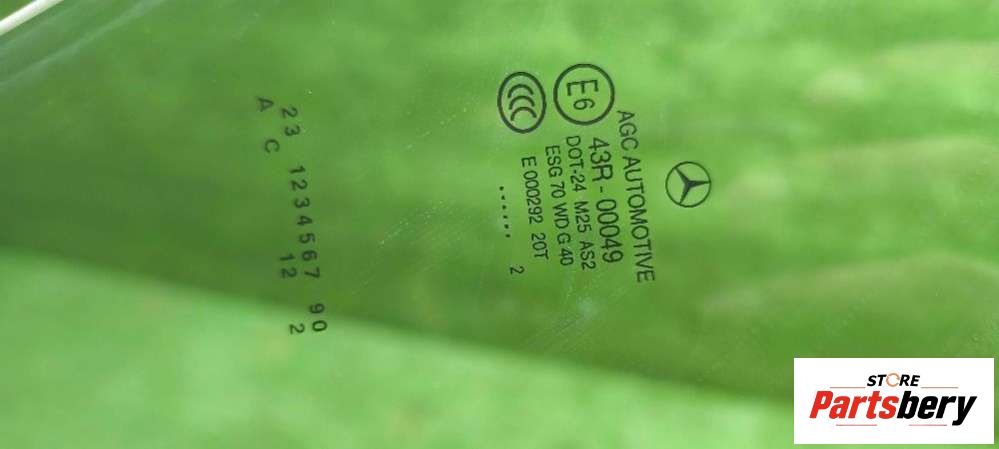 AGC AUTOMOTIVE
E6
43R - 00049
DOT-24 M25 AS2
ESG 70 WD G 40
CCC
E 000292 20T
...... 2
23 1234567 90
A C 12 2
STORE
Partsbery